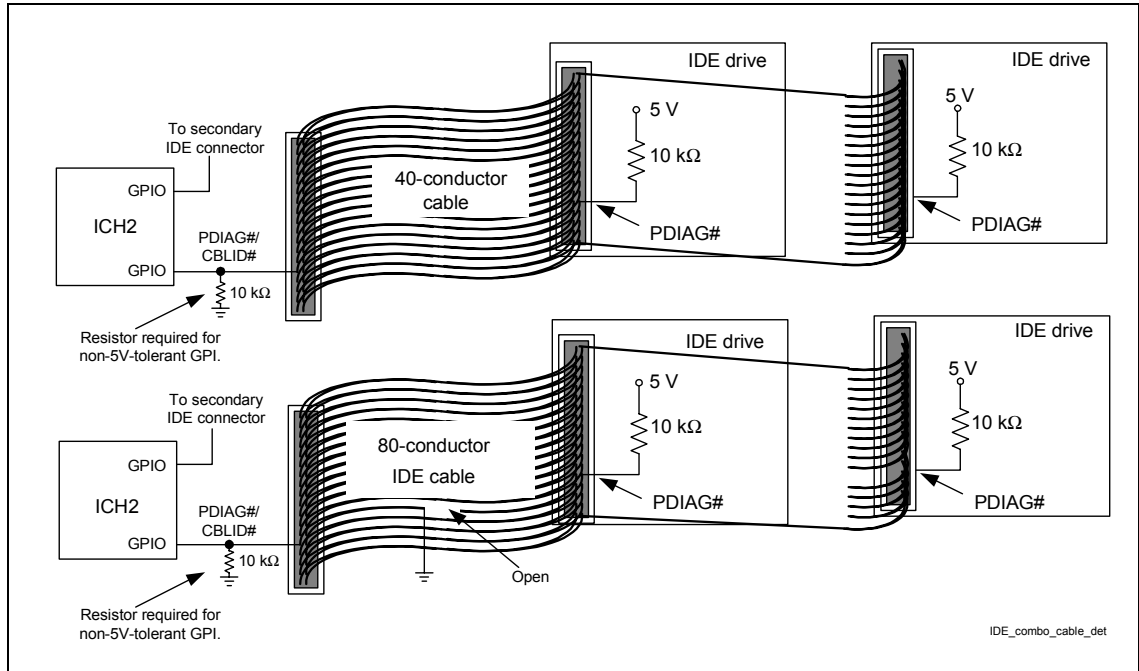 IDE drive
IDE drive
5 V
5 V
To secondary
IDE connector
10 kΩ
10 kΩ
GPIO
40-conductor
cable
ICH2
PDIAG#/
CBLID#
PDIAG#
PDIAG#
GPIO
10 kΩ
Resistor required for
non-5V-tolerant GPI.
IDE drive
IDE drive
5 V
5 V
To secondary
IDE connector
10 kΩ
10 kΩ
80-conductor
IDE cable
GPIO
ICH2
PDIAG#/
CBLID#
PDIAG#
PDIAG#
GPIO
10 kΩ
Open
Resistor required for
non-5V-tolerant GPI.
IDE_combo_cable_det